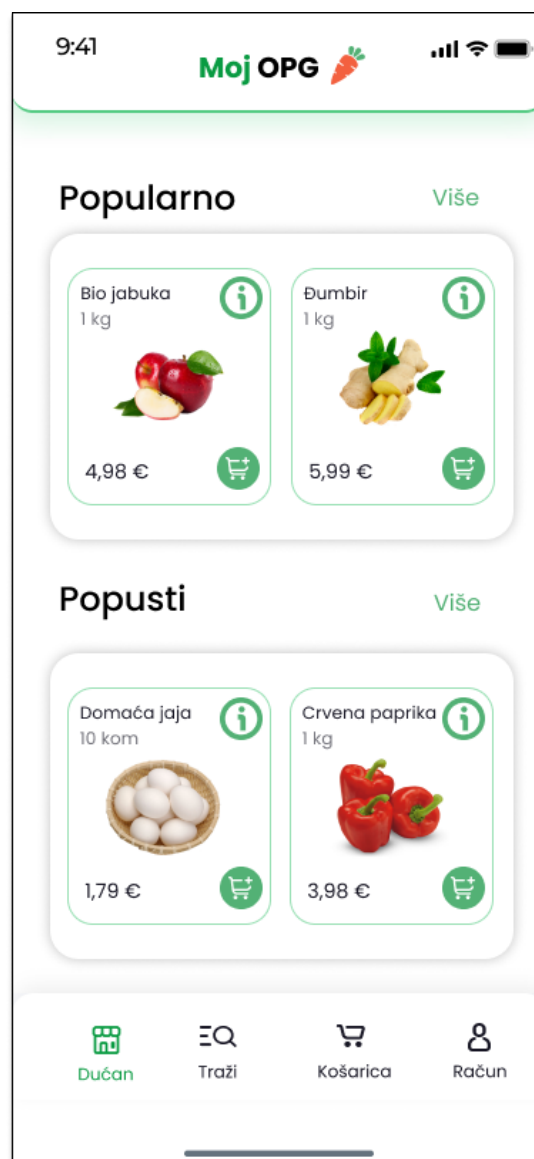 9:41
Moj OPG
Popularno
Više
Bio jabuka
1 kg
4,98 €
Đumbir
1 kg
5,99 €
Popusti
Više
Domaća jaja
10 kom
1,79 €
Crvena paprika
1 kg
3,98 €
Dućan
Traži
Košarica
Račun